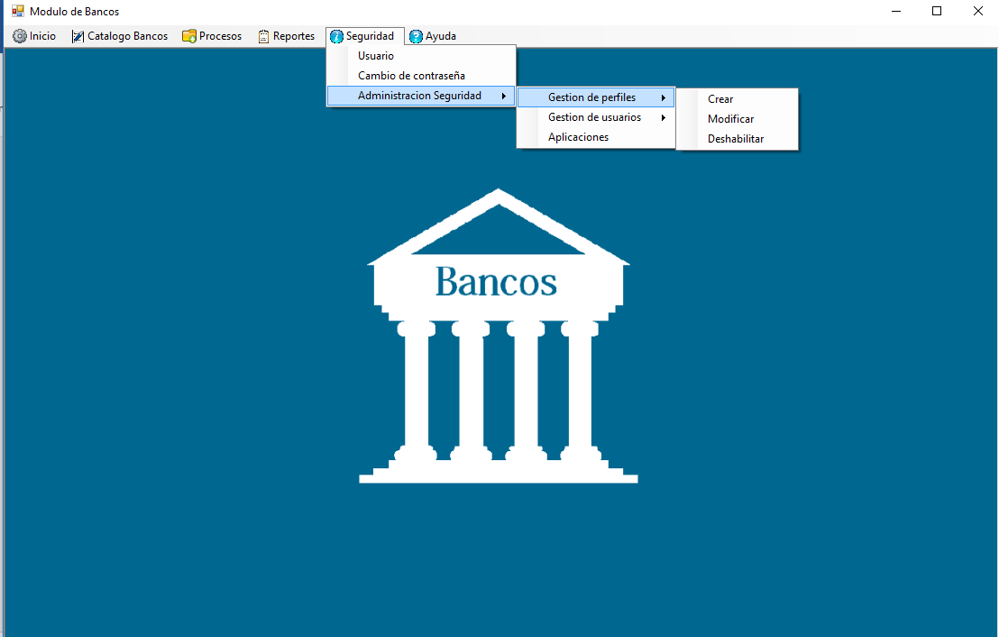 Modulo de Bancos
Inicio Catalogo Bancos Procesos Reportes Seguridad Ayuda
Usuario
Cambio de contraseña
Administracion Seguridad
Gestion de perfiles
Gestion de usuarios
Aplicaciones
Crear
Modificar
Deshabilitar
Bancos